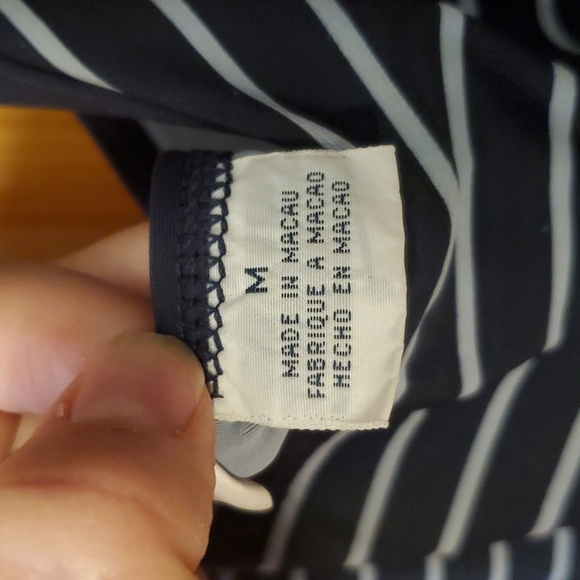 M
MADE IN MACAU
FABRIQUE A MACAO
HECHO EN MACAO